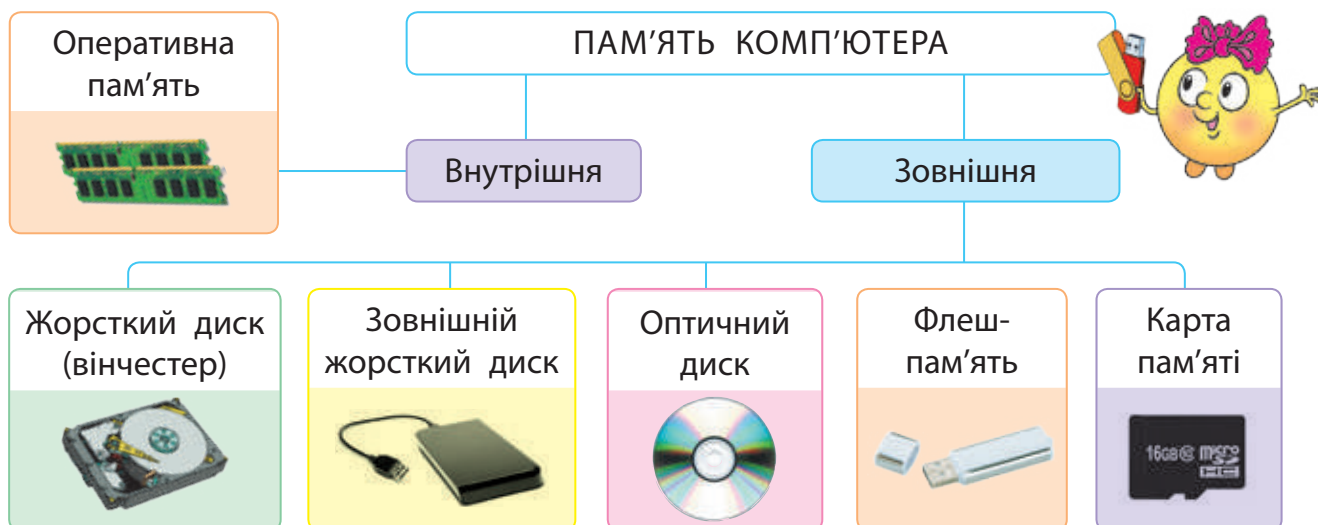 Оперативна
пам’ять
ПАМ’ЯТЬ КОМП’ЮТЕРА
Внутрішня
Зовнішня
Жорсткий диск
(вінчестер)
Зовнішній
жорсткий диск
Оптичний
диск
Флеш-
пам’ять
Карта
пам’яті
16GB
micro
SD
HC